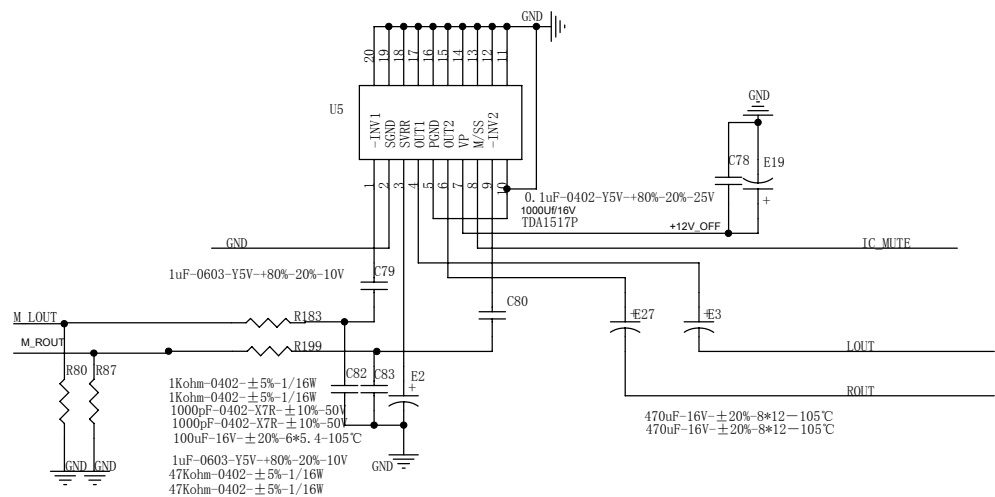 GND
20
19
18
17
16
15
14
13
12
11
U5
-INV1
SGND
SVRR
OUT1
PGND
OUT2
VP
M/SS
-INV2
1
2
3
4
5
6
7
8
9
10
GND
C78
E19
+
0.1uF-0402-Y5V-+80%-20%-25V
1000Uf/16V
TDA1517P
+12V_OFF
GND
IC_MUTE
1uF-0603-Y5V-+80%-20%-10V
C79
C80
M_LOUT
R183
+E27
+E3
M_ROUT
R199
LOUT
R80
R87
C82
C83
E2
+
ROUT
1Kohm-0402-±5%-1/16W
1Kohm-0402-±5%-1/16W
1000pF-0402-X7R-±10%-50V
1000pF-0402-X7R-±10%-50V
100uF-16V-±20%-6*5.4-105℃
470uF-16V-±20%-8*12-105℃
470uF-16V-±20%-8*12-105℃
GND
GND
GND
1uF-0603-Y5V-+80%-20%-10V
47Kohm-0402-±5%-1/16W
47Kohm-0402-±5%-1/16W